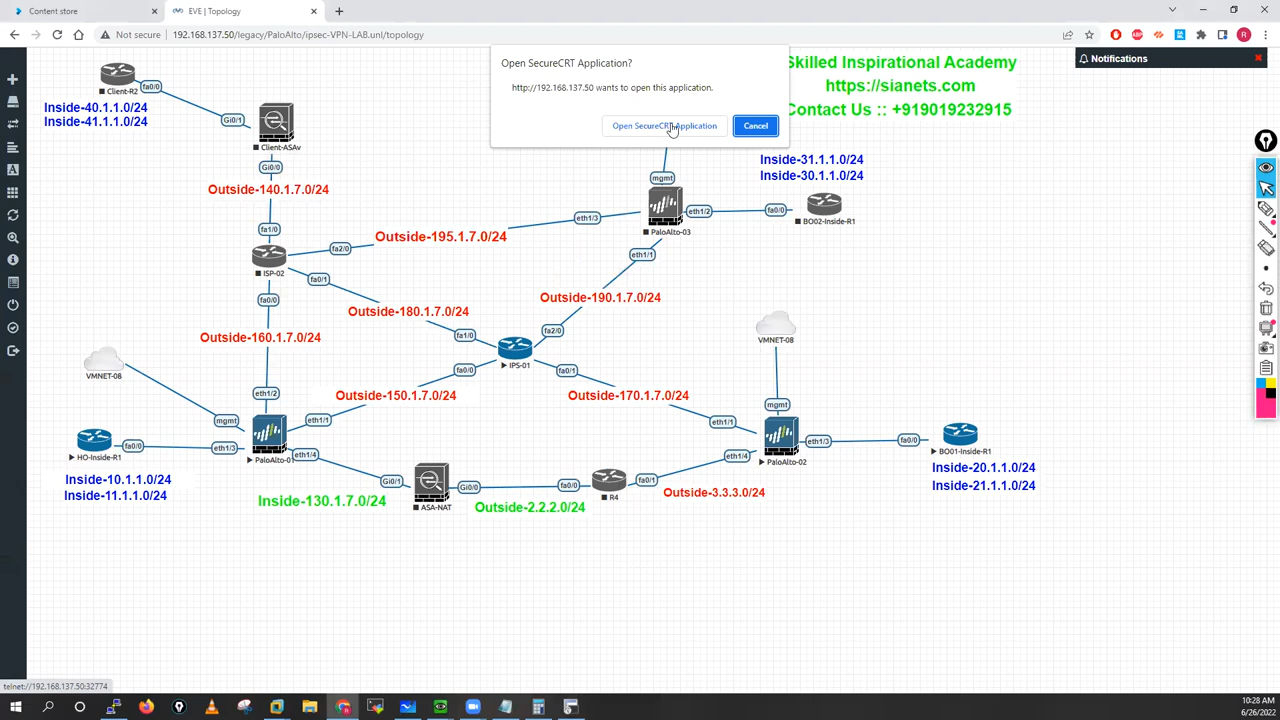 Content store
EVE | Topology
Not secure
192.168.137.50/legacy/PaloAlto/ipsec-VPN-LAB.unl/topology
Open SecureCRT Application?
http://192.168.137.50 wants to open this application.
Open SecureCRT Application
Cancel
Skilled Inspirational Academy
https://sianets.com
Contact Us :: +919019232915
Notifications
Client-R2
fa0/0
Inside-40.1.1.0/24
Inside-41.1.1.0/24
Gi0/1
Client-ASAv
Gi0/0
Outside-140.1.7.0/24
fa1/0
ISP-02
fa2/0
Outside-195.1.7.0/24
eth1/3
mgmt
PaloAlto-03
eth1/2
fa0/0
Inside-31.1.1.0/24
Inside-30.1.1.0/24
BO02-Inside-R1
eth1/1
fa0/1
fa0/0
Outside-190.1.7.0/24
Outside-180.1.7.0/24
Outside-160.1.7.0/24
fa1/0
fa2/0
IPS-01
fa0/0
fa0/1
VMNET-08
VMNET-08
Outside-150.1.7.0/24
Outside-170.1.7.0/24
eth1/2
mgmt
mgmt
eth1/1
eth1/1
HO-Inside-R1
fa0/0
eth1/3
PaloAlto-01
eth1/4
PaloAlto-02
eth1/3
fa0/0
BO01-Inside-R1
eth1/4
Inside-10.1.1.0/24
Inside-11.1.1.0/24
Inside-20.1.1.0/24
Inside-21.1.1.0/24
Gi0/1
ASA-NAT
Gi0/0
fa0/0
R4
fa0/1
Outside-3.3.3.0/24
Inside-130.1.7.0/24
Outside-2.2.2.0/24
telnet://192.168.137.50:32774
10:28 AM
6/26/2022